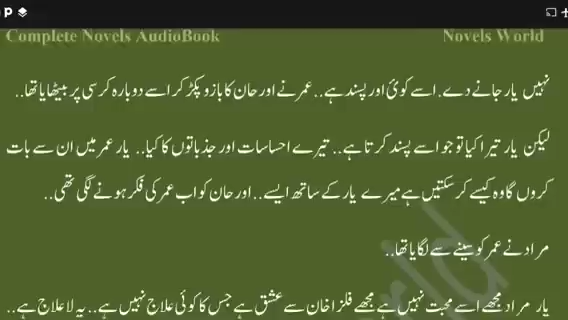 Complete Novels AudioBook
Novels World
نہیں یار جانے دے. اسے کوئ اور پسند ہے.. عمر نے اور حان کا بازو پکڑ کر اسے دوبارہ کرسی پر بیٹھایا تھا..
لیکن یار تیرا کیا تو جو اسے پسند کرتا ہے.. تیرے احساسات اور جذباتوں کا کیا.. یار عمر میں ان سے بات
کروں گا وہ کیسے کر سکتیں ہے میرے یار کے ساتھ ایسے.. اور حان کو اب عمر کی فکر ہونے لگی تھی..
مراد نے عمر کو سینے سے لگایا تھا..
یار مراد مجھے اسے محبت نہیں ہے مجھے فلزا خان سے عشق ہے جس کا کوئی علاج نہیں ہے.. یہ لا علاج ہے..